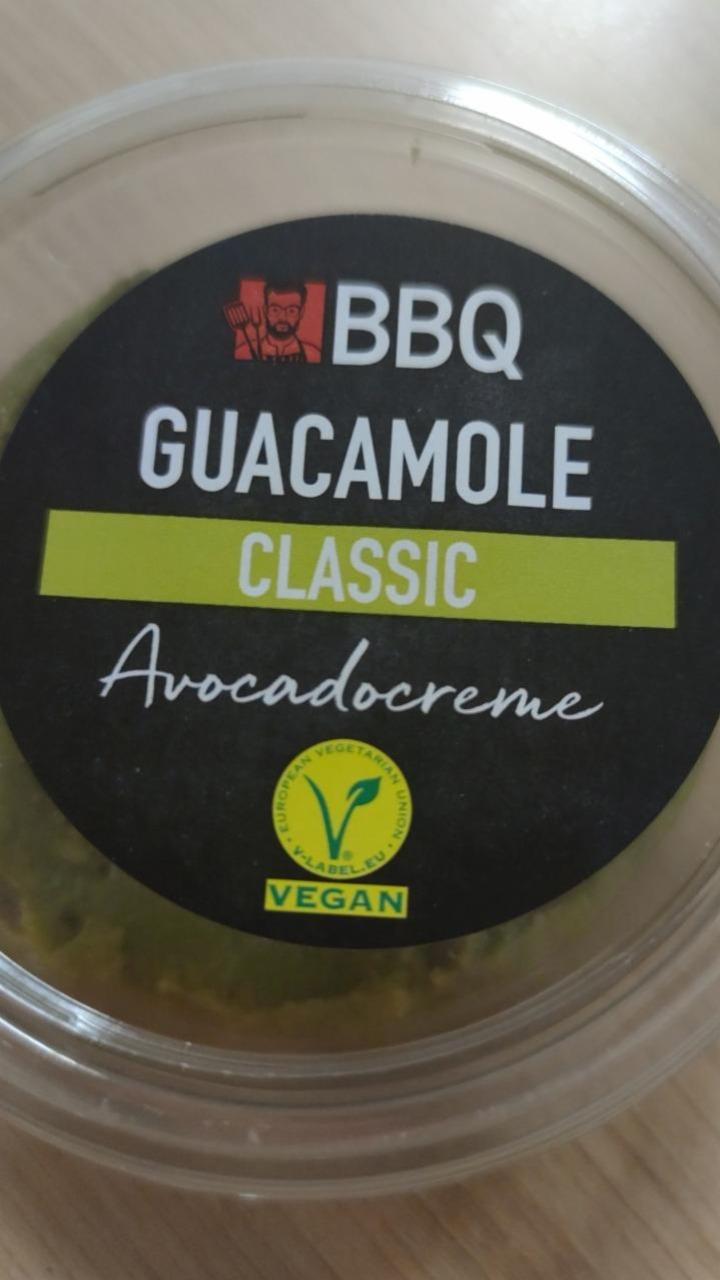 BBQ
GUACAMOLE
CLASSIC
Avocadocreme
EUROPEAN VEGETARIAN UNION
V-LABEL.EU
®
VEGAN